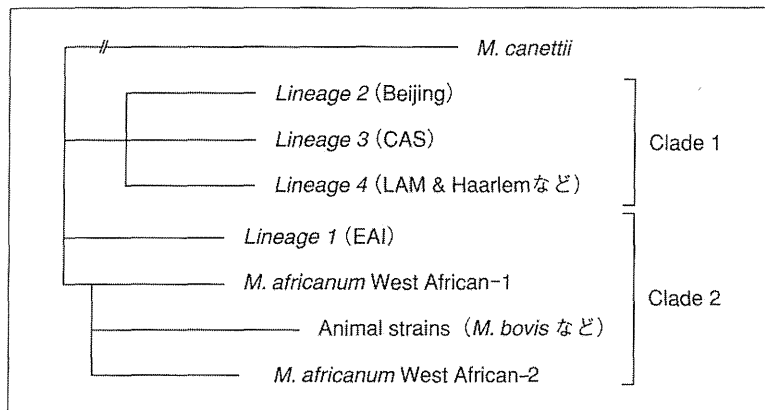 M. canettii
Lineage 2 (Beijing)
Lineage 3 (CAS)
Lineage 4 (LAM & Haarlemなど)
Clade 1
Lineage 1 (EAI)
M. africanum West African-1
Animal strains (M. bovis など)
M. africanum West African-2
Clade 2